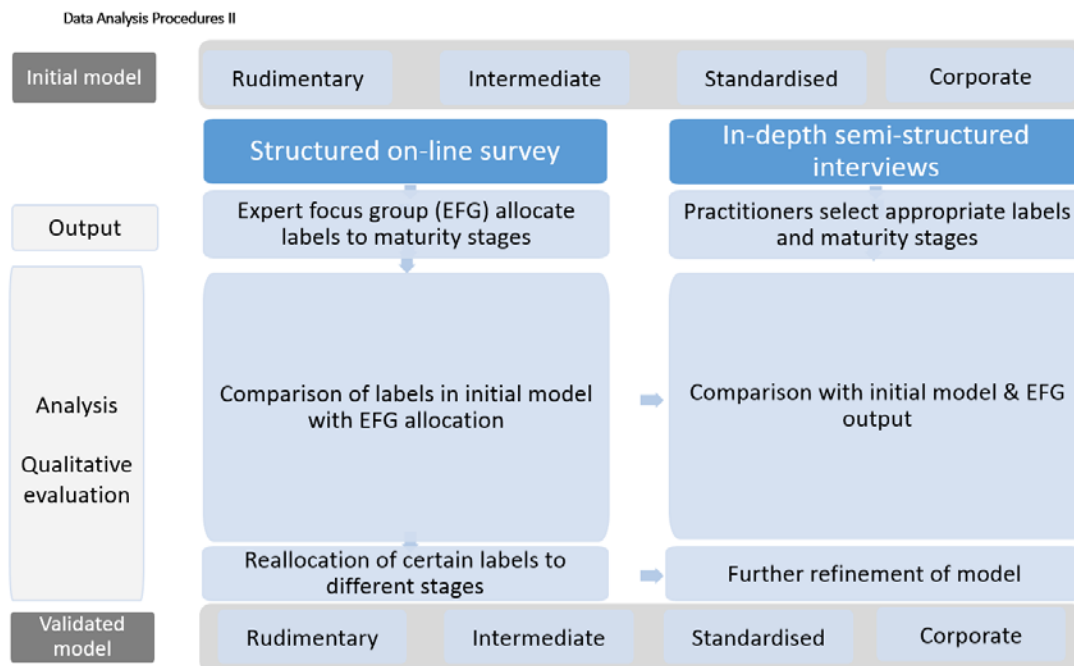 Data Analysis Procedures II
Initial model
Rudimentary
Intermediate
Standardised
Corporate
Structured on-line survey
In-depth semi-structured
interviews
Output
Expert focus group (EFG) allocate
labels to maturity stages
Practitioners select appropriate labels
and maturity stages
Analysis
Qualitative
evaluation
Comparison of labels in initial model
with EFG allocation
Comparison with initial model & EFG
output
Reallocation of certain labels to
different stages
Further refinement of model
Validated
model
Rudimentary
Intermediate
Standardised
Corporate